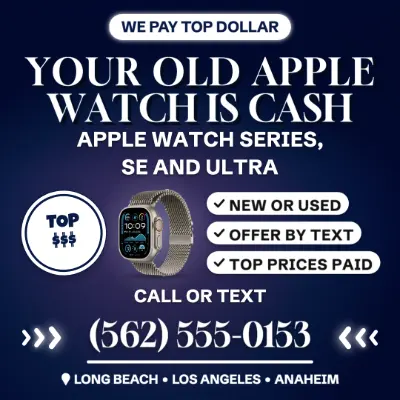 WE PAY TOP DOLLAR
YOUR OLD APPLE
WATCH IS CASH
APPLE WATCH SERIES,
SE AND ULTRA
TOP
$$$
NEW OR USED
OFFER BY TEXT
TOP PRICES PAID
CALL OR TEXT
(562) 555-0153
LONG BEACH • LOS ANGELES • ANAHEIM